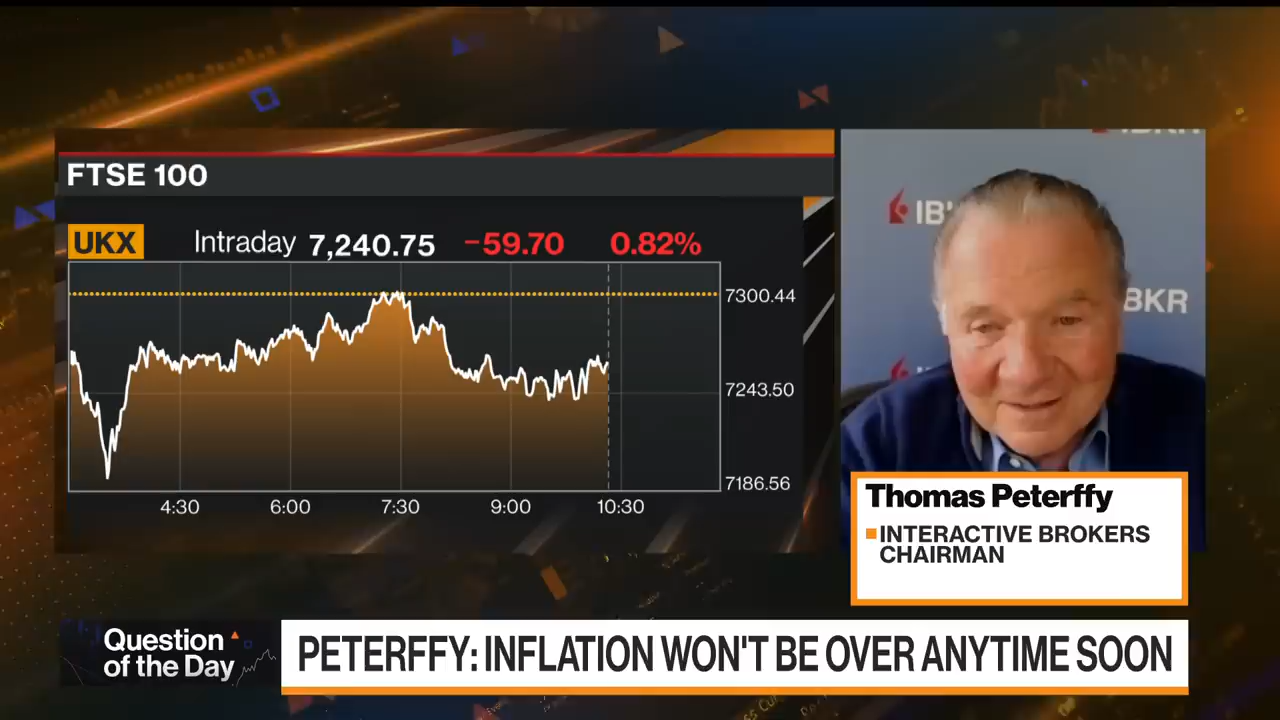 FTSE 100
UKX Intraday 7,240.75 -59.70 0.82%
7300.44
7243.50
7186.56
4:30 6:00 7:30 9:00 10:30
IBKR
BKR
Thomas Peterffy
INTERACTIVE BROKERS
CHAIRMAN
Question
of the Day
PETERFFY: INFLATION WON'T BE OVER ANYTIME SOON